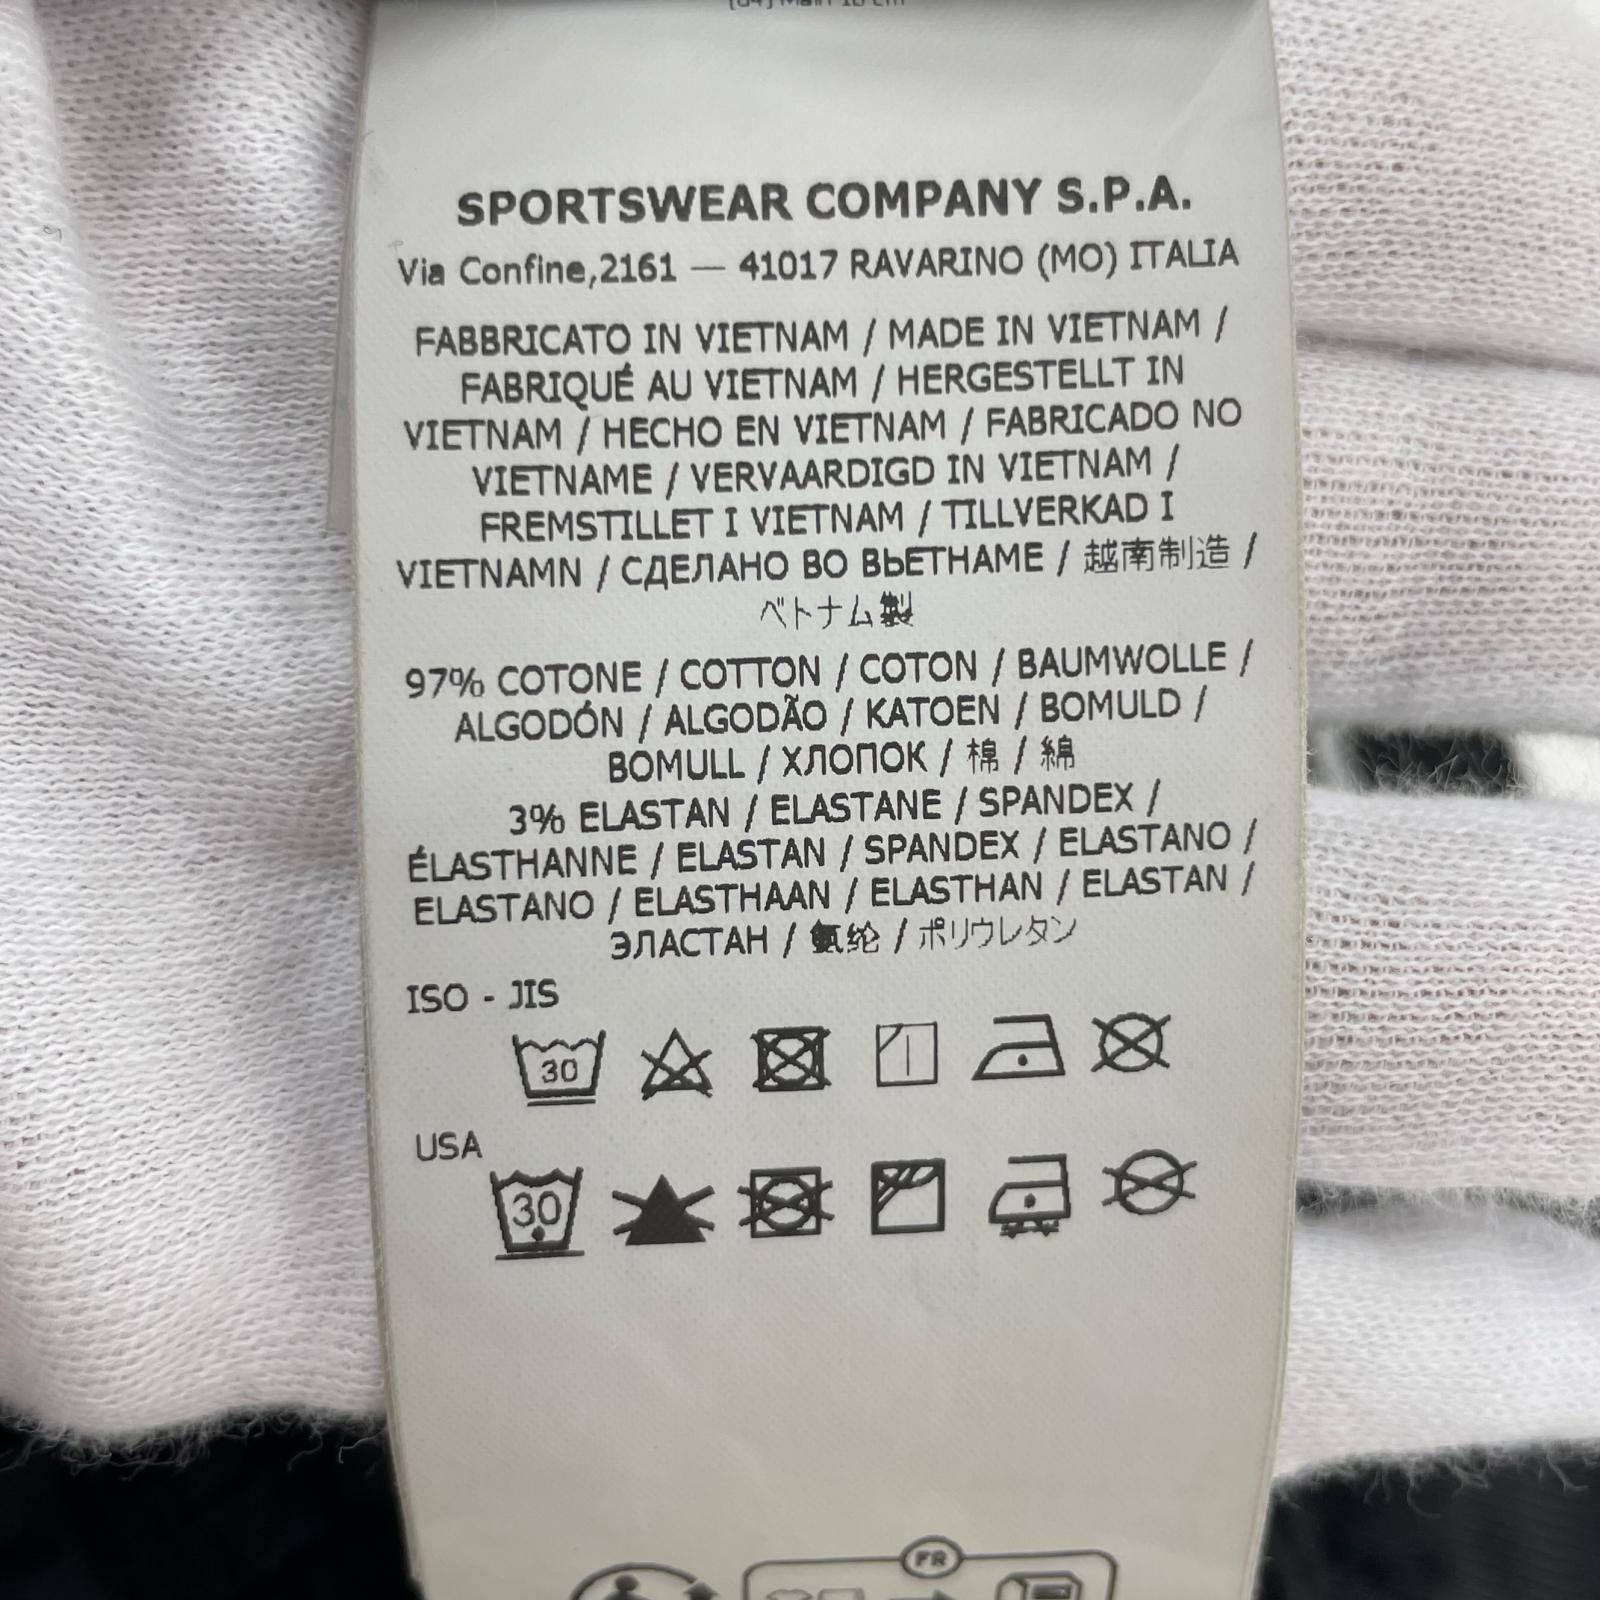 SPORTSWEAR COMPANY S.P.A.
Via Confine,2161 — 41017 RAVARINO (MO) ITALIA
FABBRICATO IN VIETNAM / MADE IN VIETNAM /
FABRIQUÉ AU VIETNAM / HERGESTELLT IN
VIETNAM / HECHO EN VIETNAM / FABRICADO NO
VIETNAME / VERVAARDIGD IN VIETNAM /
FREMSTILLET I VIETNAM / TILLVERKAD I
VIETNAMN / СДЕЛАНО ВО ВЬЕТНАМЕ / 越南制造 /
ベトナム製
97% COTONE / COTTON / COTON / BAUMWOLLE /
ALGODÓN / ALGODÃO / KATOEN / BOMULD /
BOMULL / ХЛОПОК / 棉 / 綿
3% ELASTAN / ELASTANE / SPANDEX /
ÉLASTHANNE / ELASTAN / SPANDEX / ELASTANO /
ELASTANO / ELASTHAAN / ELASTHAN / ELASTAN /
ЭЛАСТАН / 氨纶 / ポリウレタン
ISO - JIS
30
USA
30
FR